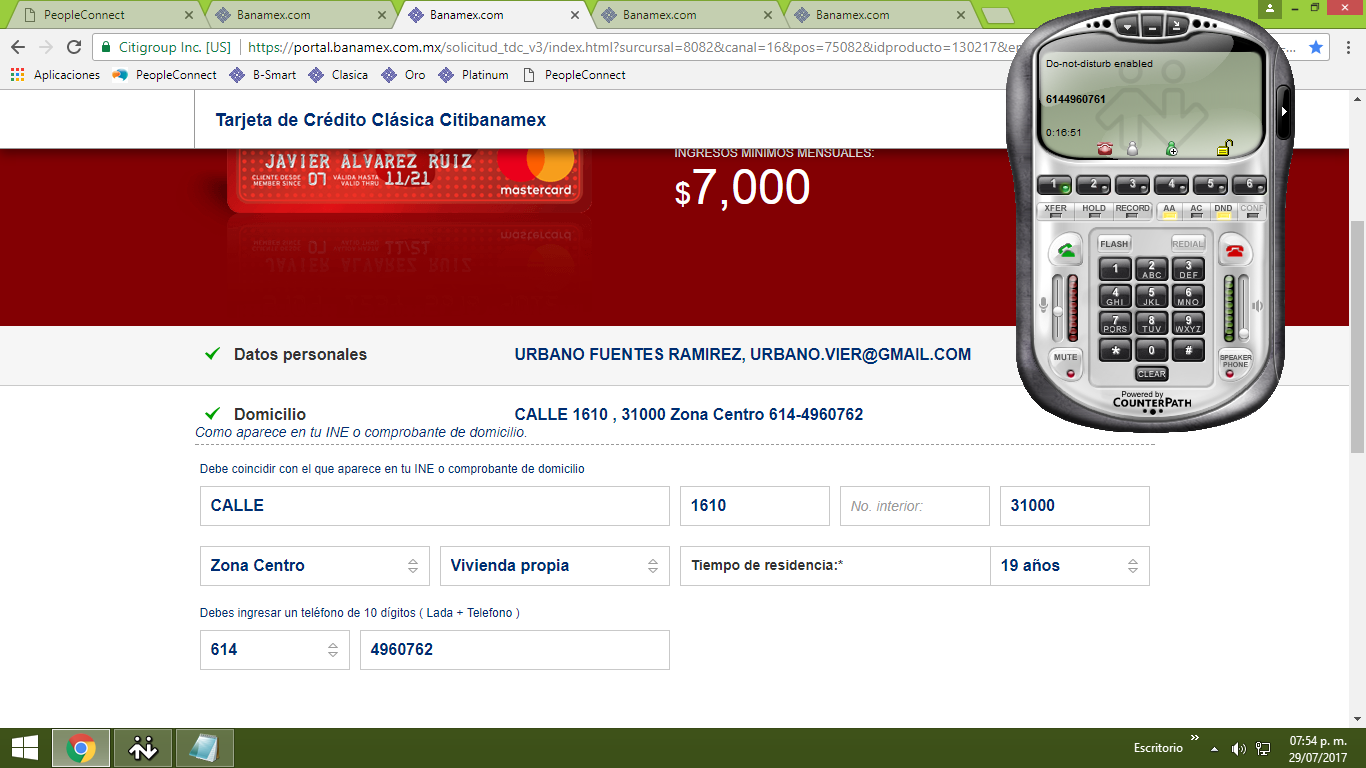 PeopleConnect
Banamex.com
Banamex.com
Banamex.com
Banamex.com
Citigroup Inc. [US]
https://portal.banamex.com.mx/solicitud_tdc_v3/index.html?surcursal=8082&canal=16&pos=75082&idproducto=130217&e
Aplicaciones
PeopleConnect
B-Smart
Clasica
Oro
Platinum
PeopleConnect
Tarjeta de Crédito Clásica Citibanamex
JAVIER ALVAREZ RUIZ
CLIENTE DESDE
MEMBER SINCE
07
VÁLIDA HASTA
VALID THRU
11/21
mastercard
INGRESOS MÍNIMOS MENSUALES:
$7,000
Datos personales
URBANO FUENTES RAMIREZ, URBANO.VIER@GMAIL.COM
Domicilio
CALLE 1610 , 31000 Zona Centro 614-4960762
Como aparece en tu INE o comprobante de domicilio.
Debe coincidir con el que aparece en tu INE o comprobante de domicilio
CALLE
1610
No. interior:
31000
Zona Centro
Vivienda propia
Tiempo de residencia:*
19 años
Debes ingresar un teléfono de 10 dígitos ( Lada + Telefono )
614
4960762
Do-not-disturb enabled
6144960761
0:16:51
1 2 3 4 5 6
XFER HOLD RECORD AA AC DND CONF
FLASH
REDIAL
1
2 ABC
3 DEF
4 GHI
5 JKL
6 MNO
7 PQRS
8 TUV
9 WXYZ
* 0 #
MUTE
CLEAR
SPEAKER
PHONE
Powered by
COUNTERPATH
Escritorio
07:54 p. m.
29/07/2017